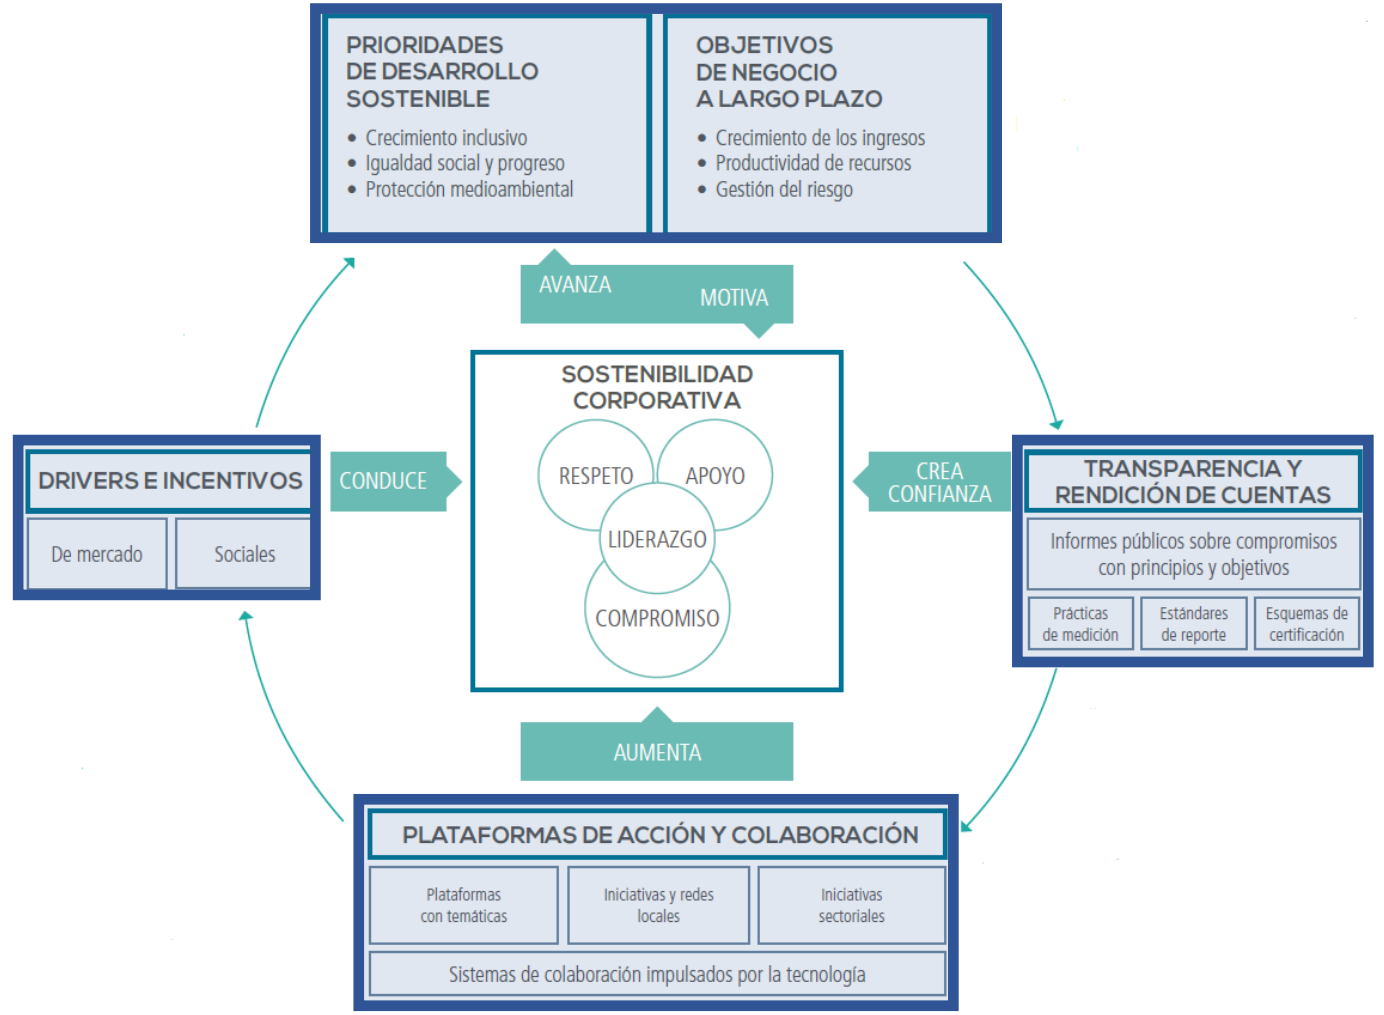 PRIORIDADES
DE DESARROLLO
SOSTENIBLE
• Crecimiento inclusivo
• Igualdad social y progreso
• Protección medioambiental
OBJETIVOS
DE NEGOCIO
A LARGO PLAZO
• Crecimiento de los ingresos
• Productividad de recursos
• Gestión del riesgo
AVANZA
MOTIVA
SOSTENIBILIDAD
CORPORATIVA
RESPETO
APOYO
LIDERAZGO
COMPROMISO
DRIVERS E INCENTIVOS
De mercado
Sociales
CONDUCE
CREA
CONFIANZA
TRANSPARENCIA Y
RENDICIÓN DE CUENTAS
Informes públicos sobre compromisos
con principios y objetivos
Prácticas
de medición
Estándares
de reporte
Esquemas de
certificación
AUMENTA
PLATAFORMAS DE ACCIÓN Y COLABORACIÓN
Plataformas
con temáticas
Iniciativas y redes
locales
Iniciativas
sectoriales
Sistemas de colaboración impulsados por la tecnología